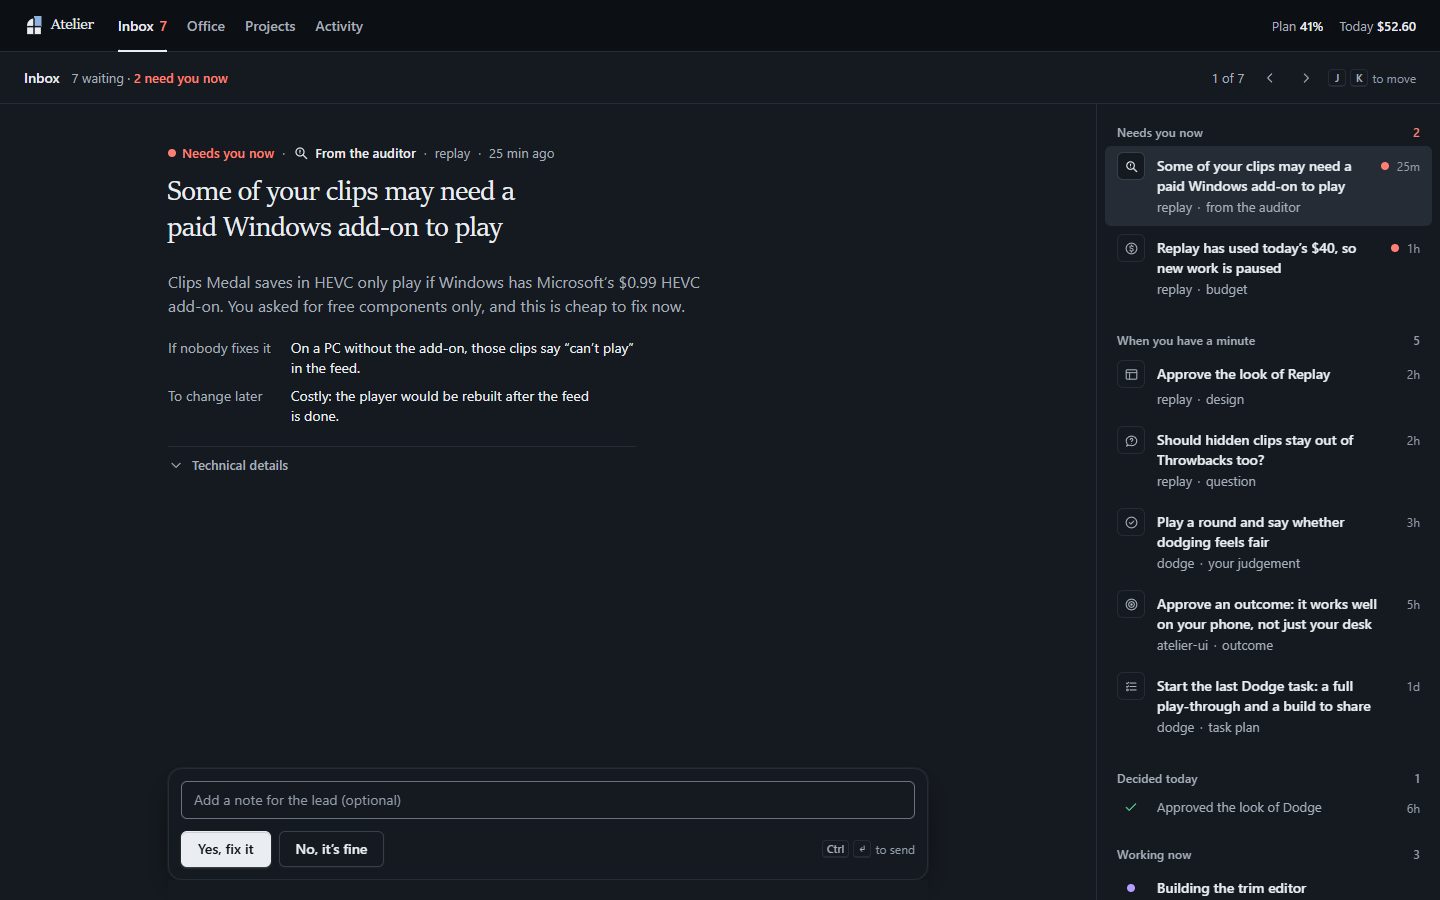 Atelier
Inbox 7
Office
Projects
Activity
Plan 41%
Today $52.60
Inbox 7 waiting · 2 need you now
1 of 7
J K to move
Needs you now · From the auditor · replay · 25 min ago
Some of your clips may need a
paid Windows add-on to play
Clips Medal saves in HEVC only play if Windows has Microsoft’s $0.99 HEVC
add-on. You asked for free components only, and this is cheap to fix now.
If nobody fixes it
On a PC without the add-on, those clips say “can’t play”
in the feed.
To change later
Costly: the player would be rebuilt after the feed
is done.
Technical details
Add a note for the lead (optional)
Yes, fix it
No, it’s fine
Ctrl ↵ to send
Needs you now 2
Some of your clips may need a
paid Windows add-on to play
25m
replay · from the auditor
Replay has used today’s $40, so
new work is paused
1h
replay · budget
When you have a minute 5
Approve the look of Replay
2h
replay · design
Should hidden clips stay out of
Throwbacks too?
2h
replay · question
Play a round and say whether
dodging feels fair
3h
dodge · your judgement
Approve an outcome: it works well
on your phone, not just your desk
5h
atelier-ui · outcome
Start the last Dodge task: a full
play-through and a build to share
1d
dodge · task plan
Decided today 1
Approved the look of Dodge
6h
Working now 3
Building the trim editor